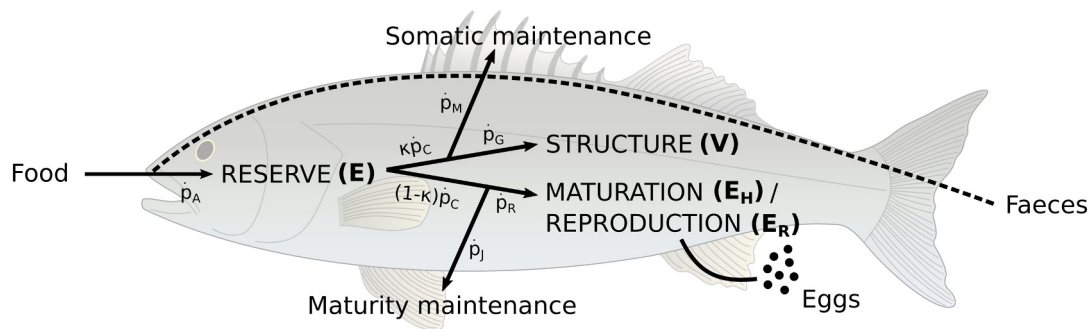 Somatic maintenance
ṗM
κṗC
ṗG
STRUCTURE (V)
Food
ṗA
RESERVE (E)
(1-κ)ṗC
ṗR
MATURATION (EH) /
REPRODUCTION (ER)
Faeces
ṗJ
Maturity maintenance
Eggs